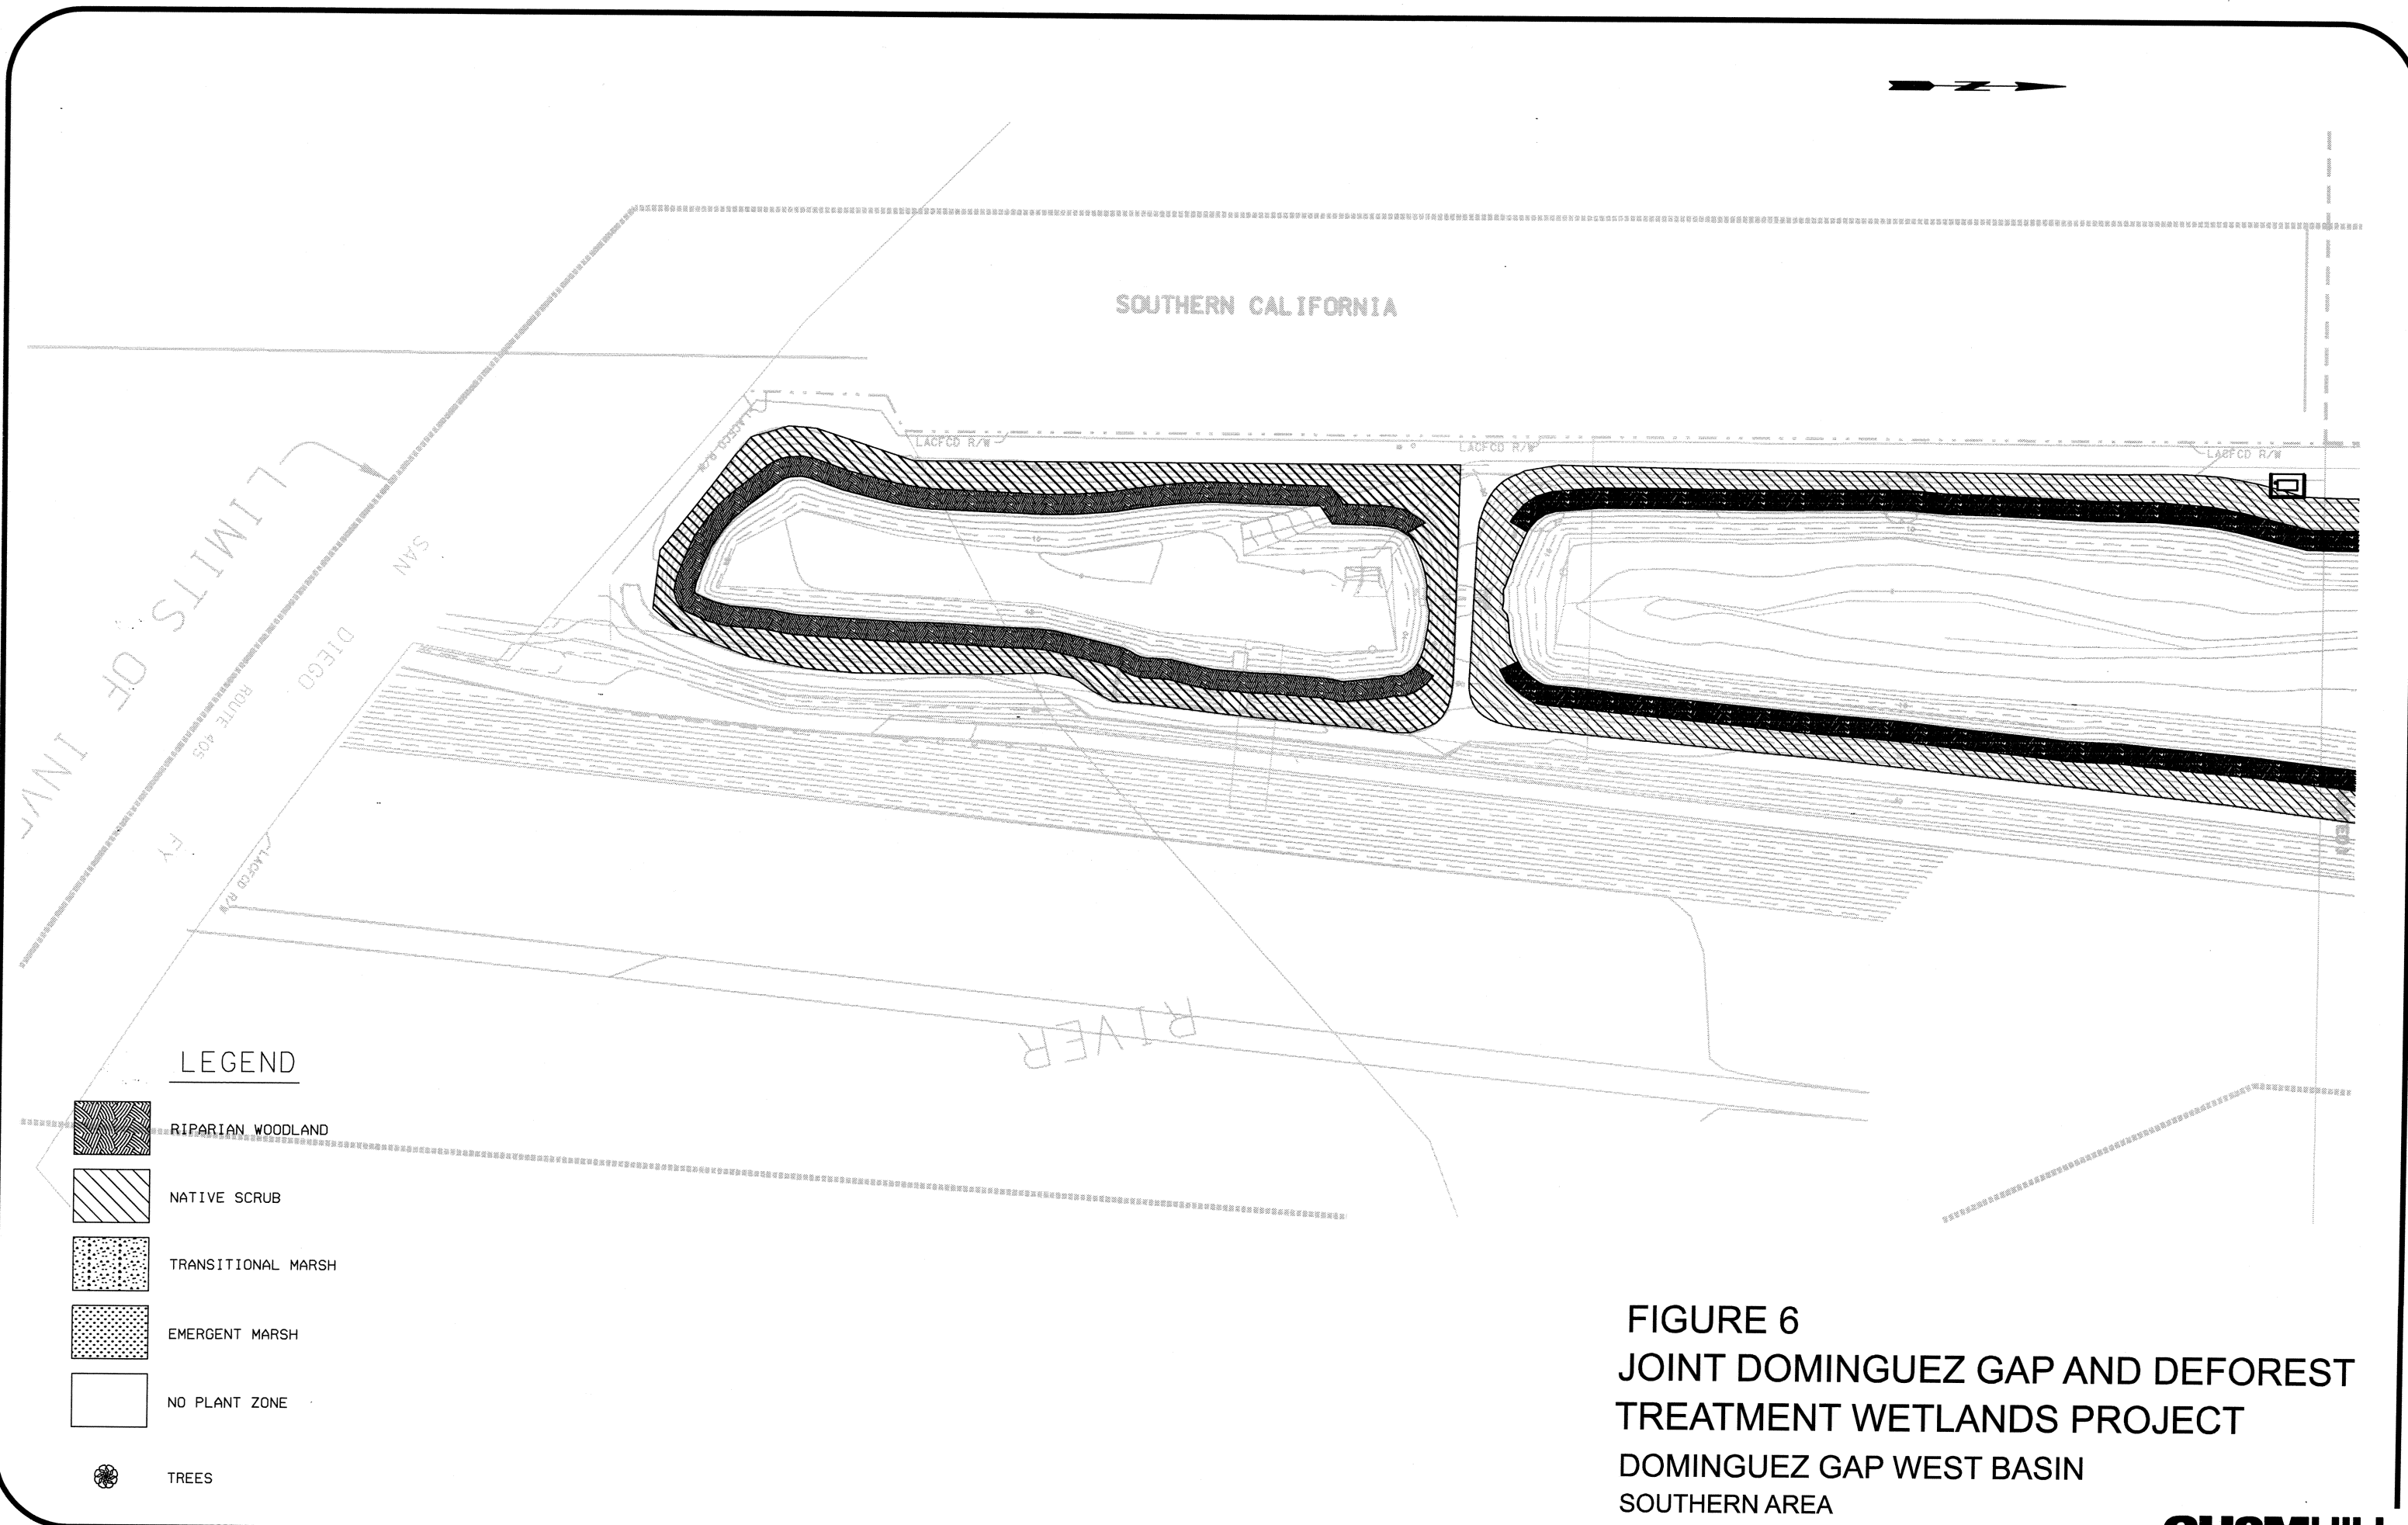 N
SOUTHERN CALIFORNIA
LACFCD R/W
LACFCD R/W
LACFCD R/W
LACFCD R/W
LIMITS OF
SAN DIEGO
ROUTE 405
FY
LACFCD R/W
RIVER
LEGEND
RIPARIAN WOODLAND
NATIVE SCRUB
TRANSITIONAL MARSH
EMERGENT MARSH
NO PLANT ZONE
TREES
FIGURE 6
JOINT DOMINGUEZ GAP AND DEFOREST
TREATMENT WETLANDS PROJECT
DOMINGUEZ GAP WEST BASIN
SOUTHERN AREA